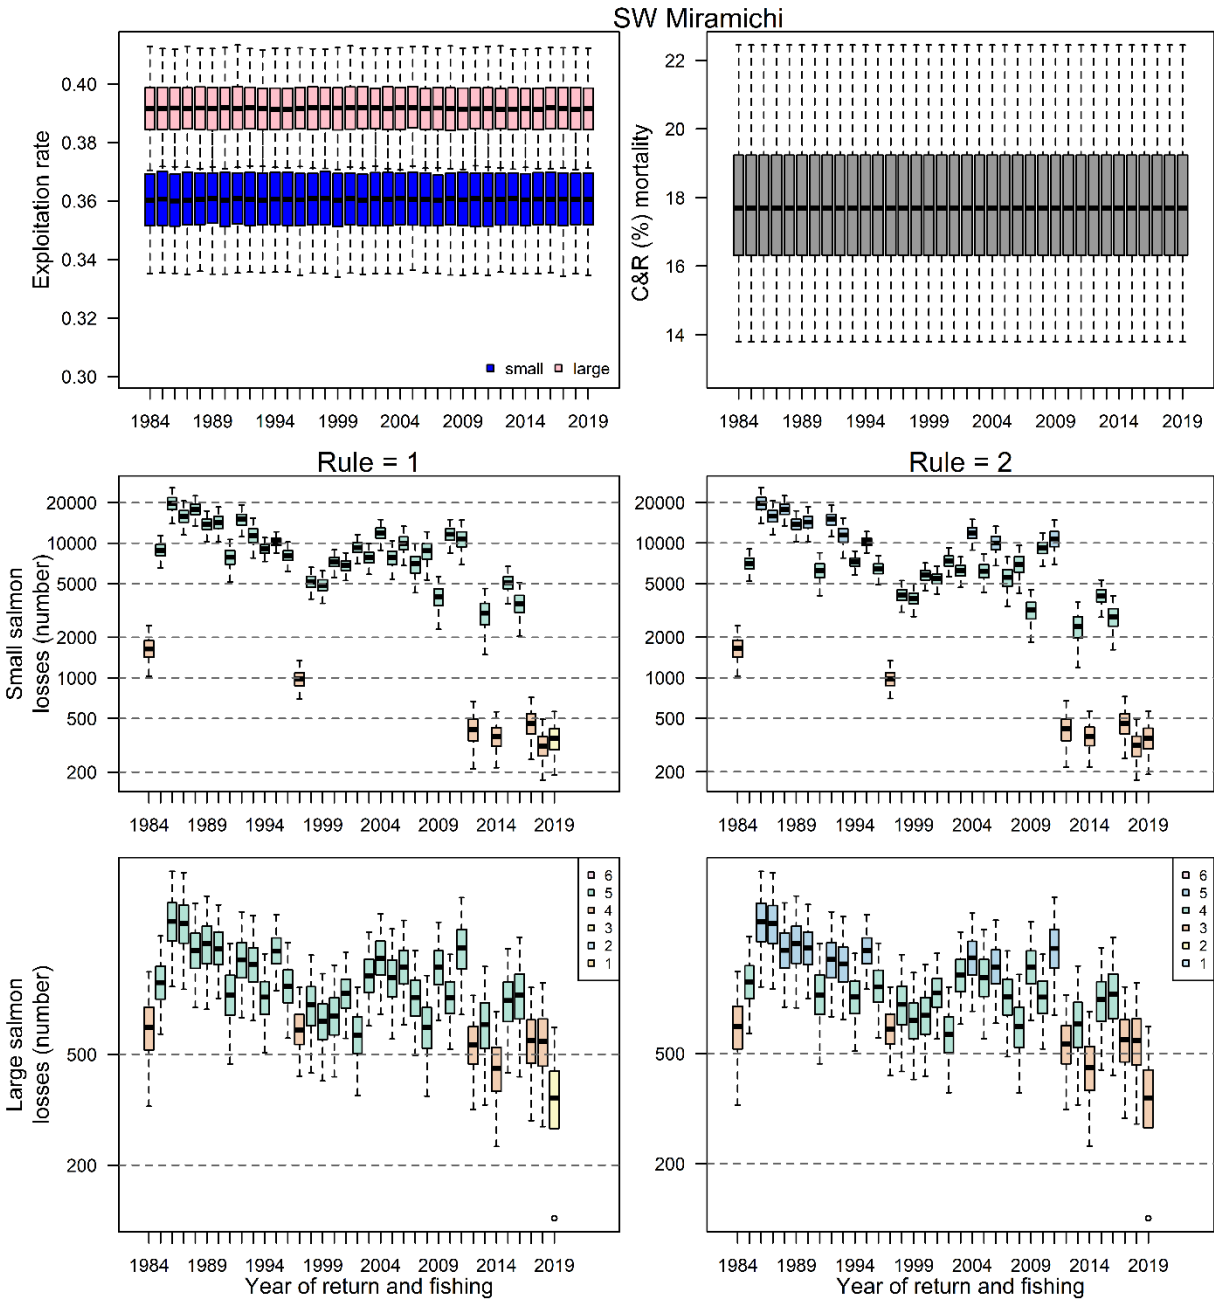 SW Miramichi
Exploitation rate
0.40
0.38
0.36
0.34
0.32
0.30
small large
1984 1989 1994 1999 2004 2009 2014 2019
C&R (%) mortality
22
20
18
16
14
1984 1989 1994 1999 2004 2009 2014 2019
Rule = 1
Small salmon
losses (number)
20000
10000
5000
2000
1000
500
200
1984 1989 1994 1999 2004 2009 2014 2019
Rule = 2
20000
10000
5000
2000
1000
500
200
1984 1989 1994 1999 2004 2009 2014 2019
Large salmon
losses (number)
500
200
6
5
4
3
2
1
1984 1989 1994 1999 2004 2009 2014 2019
Year of return and fishing
500
200
6
5
4
3
2
1
1984 1989 1994 1999 2004 2009 2014 2019
Year of return and fishing